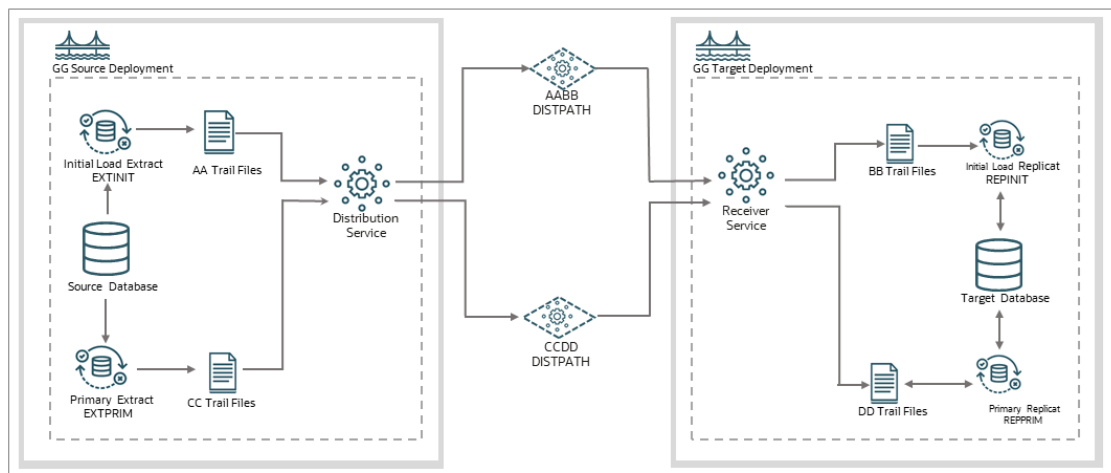 GG Source Deployment
Initial Load Extract
EXTINIT
AA Trail Files
Source Database
Primary Extract
EXTPRIM
CC Trail Files
Distribution
Service
AABB
DISTPATH
CCDD
DISTPATH
GG Target Deployment
Receiver
Service
BB Trail Files
Initial Load Replicat
REPINIT
Target Database
DD Trail Files
Primary Replicat
REPPRIM